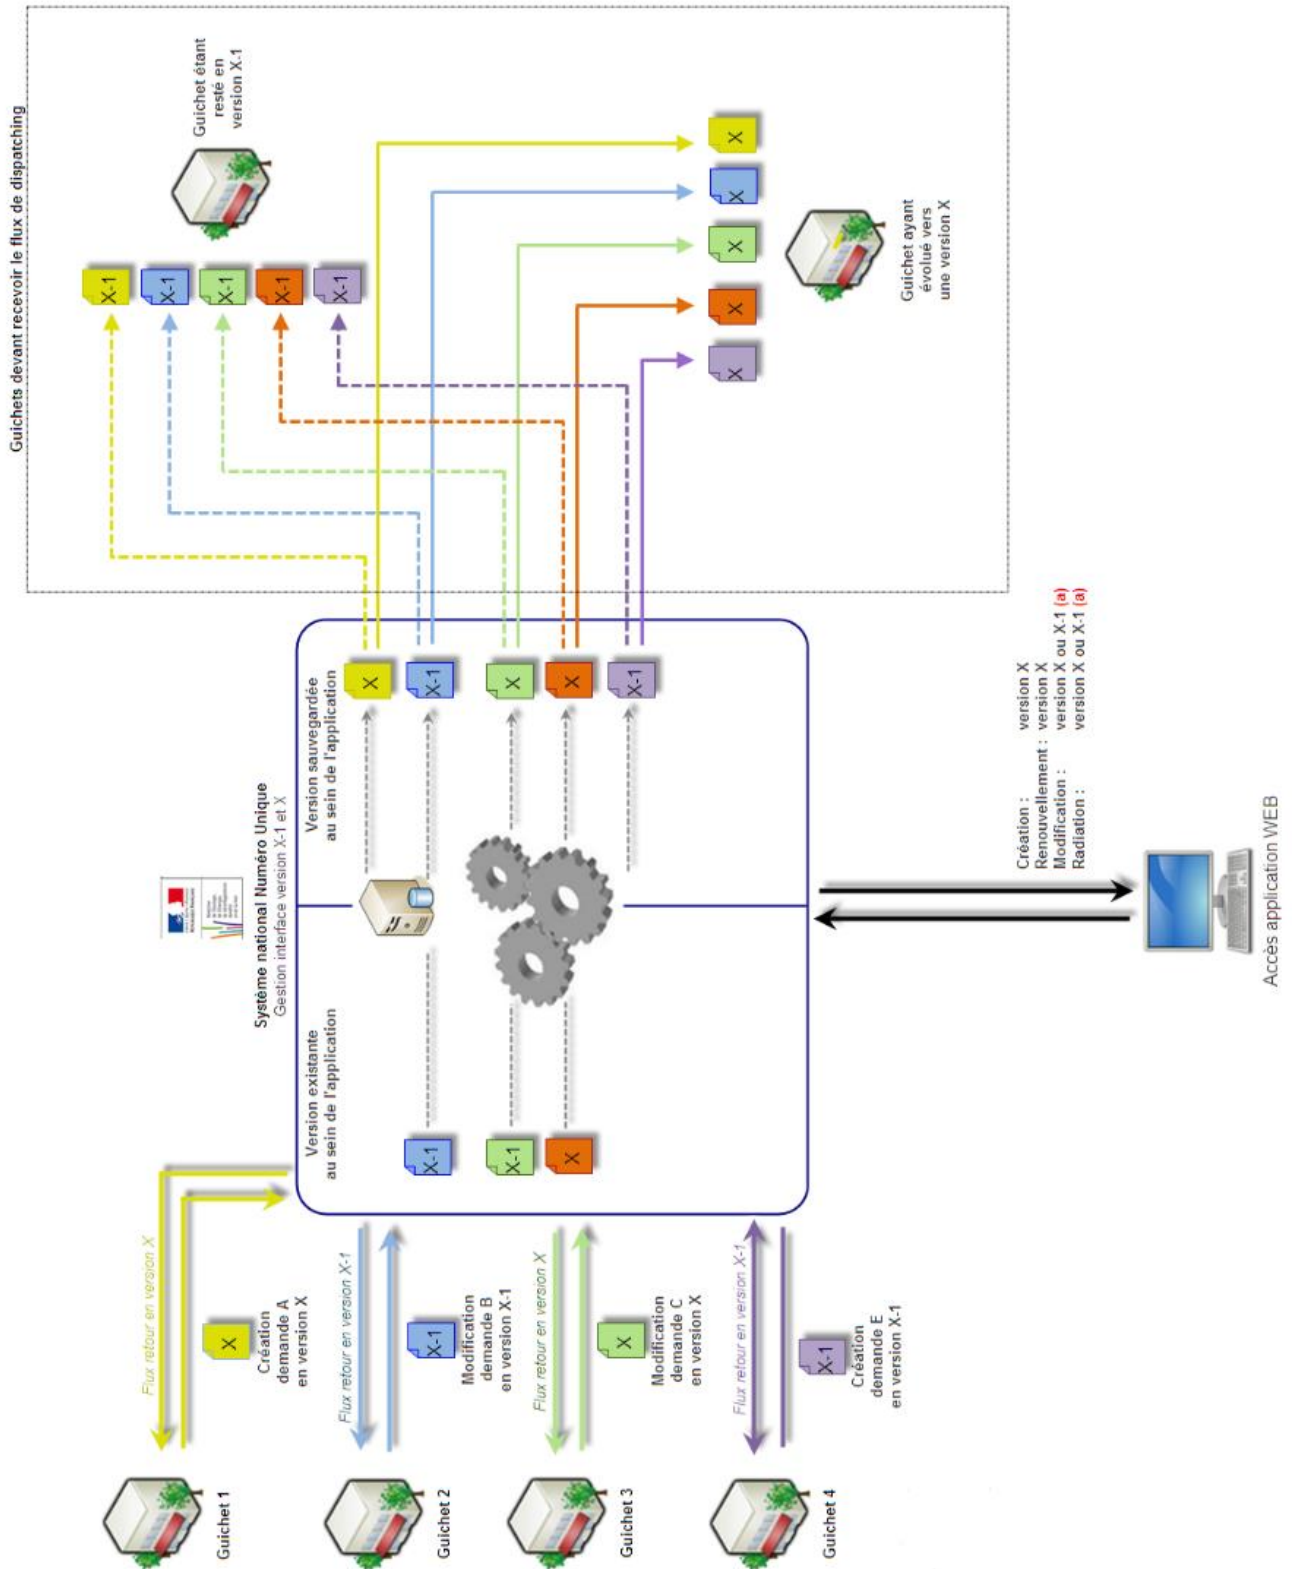 Guichets devant recevoir le flux de dispatching
Système national Numéro Unique
Gestion interface version X-1 et X
Version existante
au sein de l'application
Version sauvegardée
au sein de l'application
Guichet 1
Flux retour en version X
X
Création
demande A
en version X
Guichet 2
Flux retour en version X-1
X-1
Modification
demande B
en version X-1
Guichet 3
Flux retour en version X
X
Modification
demande C
en version X
Guichet 4
Flux retour en version X-1
X-1
Création
demande E
en version X-1
X-1
X-1
X
X
X-1
X
X
X-1
X-1
X-1
X-1
X-1
X-1
Guichet étant
resté en
version X-1
X
X
X
X
X
Guichet ayant
évolué vers
une version X
Création : version X
Renouvellement : version X
Modification : version X ou X-1 (a)
Radiation : version X ou X-1 (a)
Accès application WEB